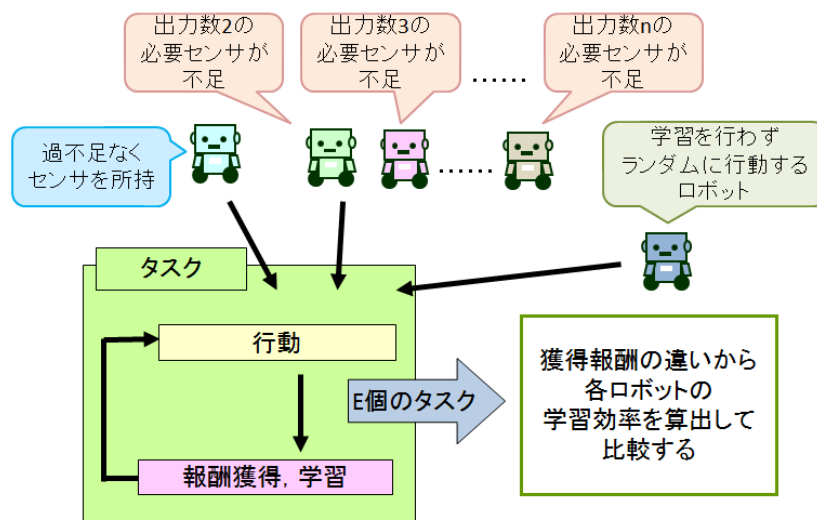 出力数2の
必要センサが
不足
出力数3の
必要センサが
不足
……
出力数nの
必要センサが
不足
過不足なく
センサを所持
……
学習を行わず
ランダムに行動する
ロボット
タスク
行動
E個のタスク
報酬獲得，学習
獲得報酬の違いから
各ロボットの
学習効率を算出して
比較する